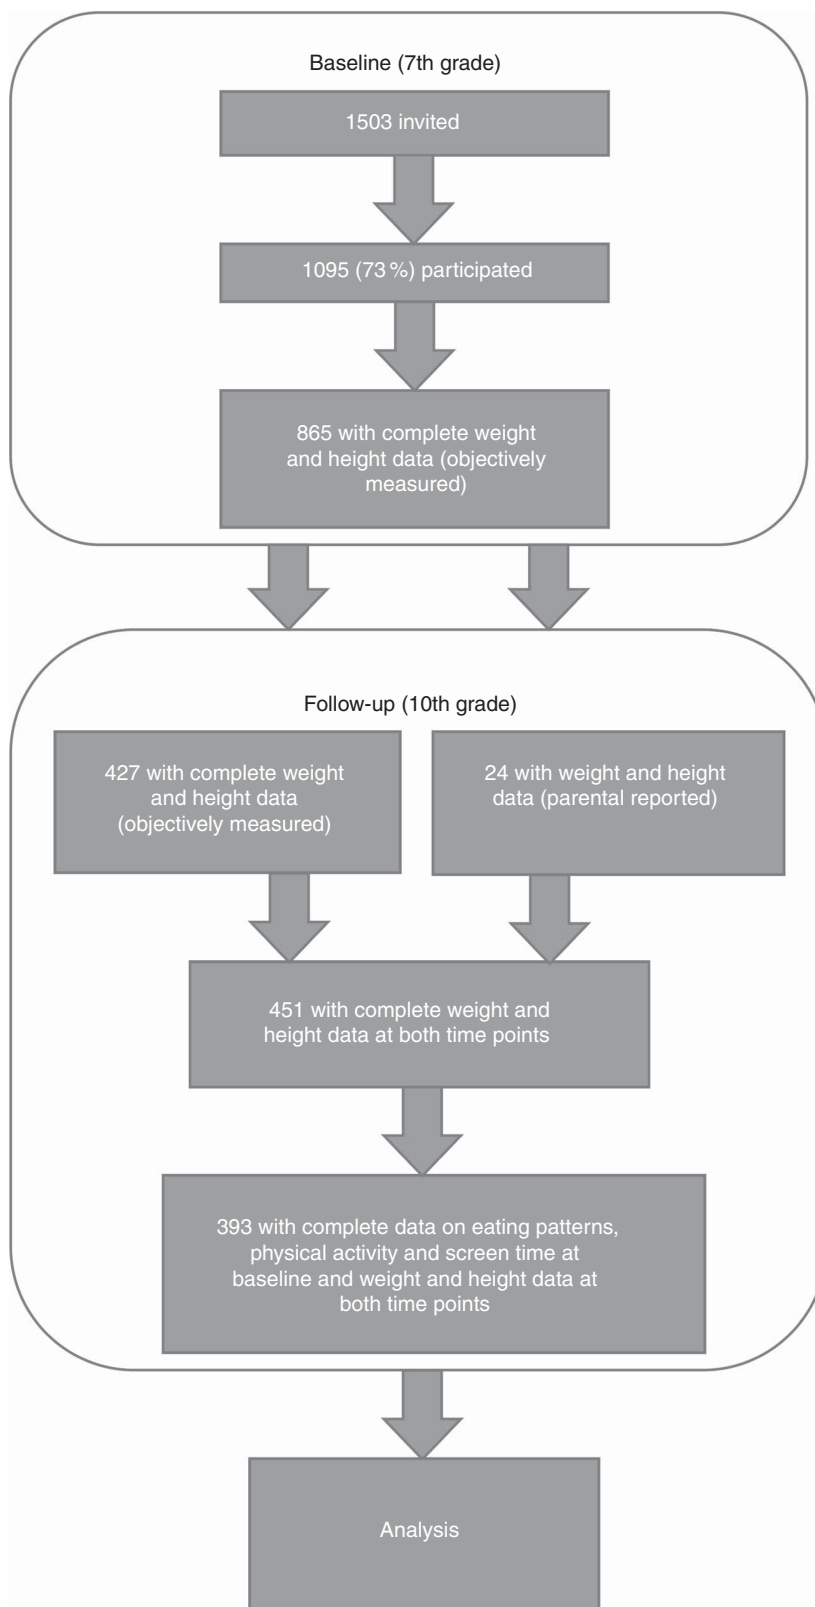 Baseline (7th grade)
1503 invited
1095 (73 %) participated
865 with complete weight
and height data (objectively
measured)
Follow-up (10th grade)
427 with complete weight
and height data
(objectively measured)
24 with weight and height
data (parental reported)
451 with complete weight and
height data at both time points
393 with complete data on eating patterns,
physical activity and screen time at
baseline and weight and height data at
both time points
Analysis